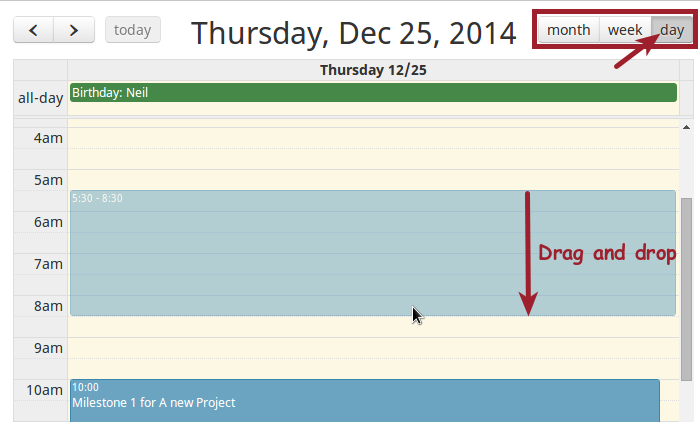 today
Thursday, Dec 25, 2014
month week day
Thursday 12/25
all-day
Birthday: Neil
4am
5am
5:30 - 8:30
6am
Drag and drop
7am
8am
9am
10am
10:00
Milestone 1 for A new Project